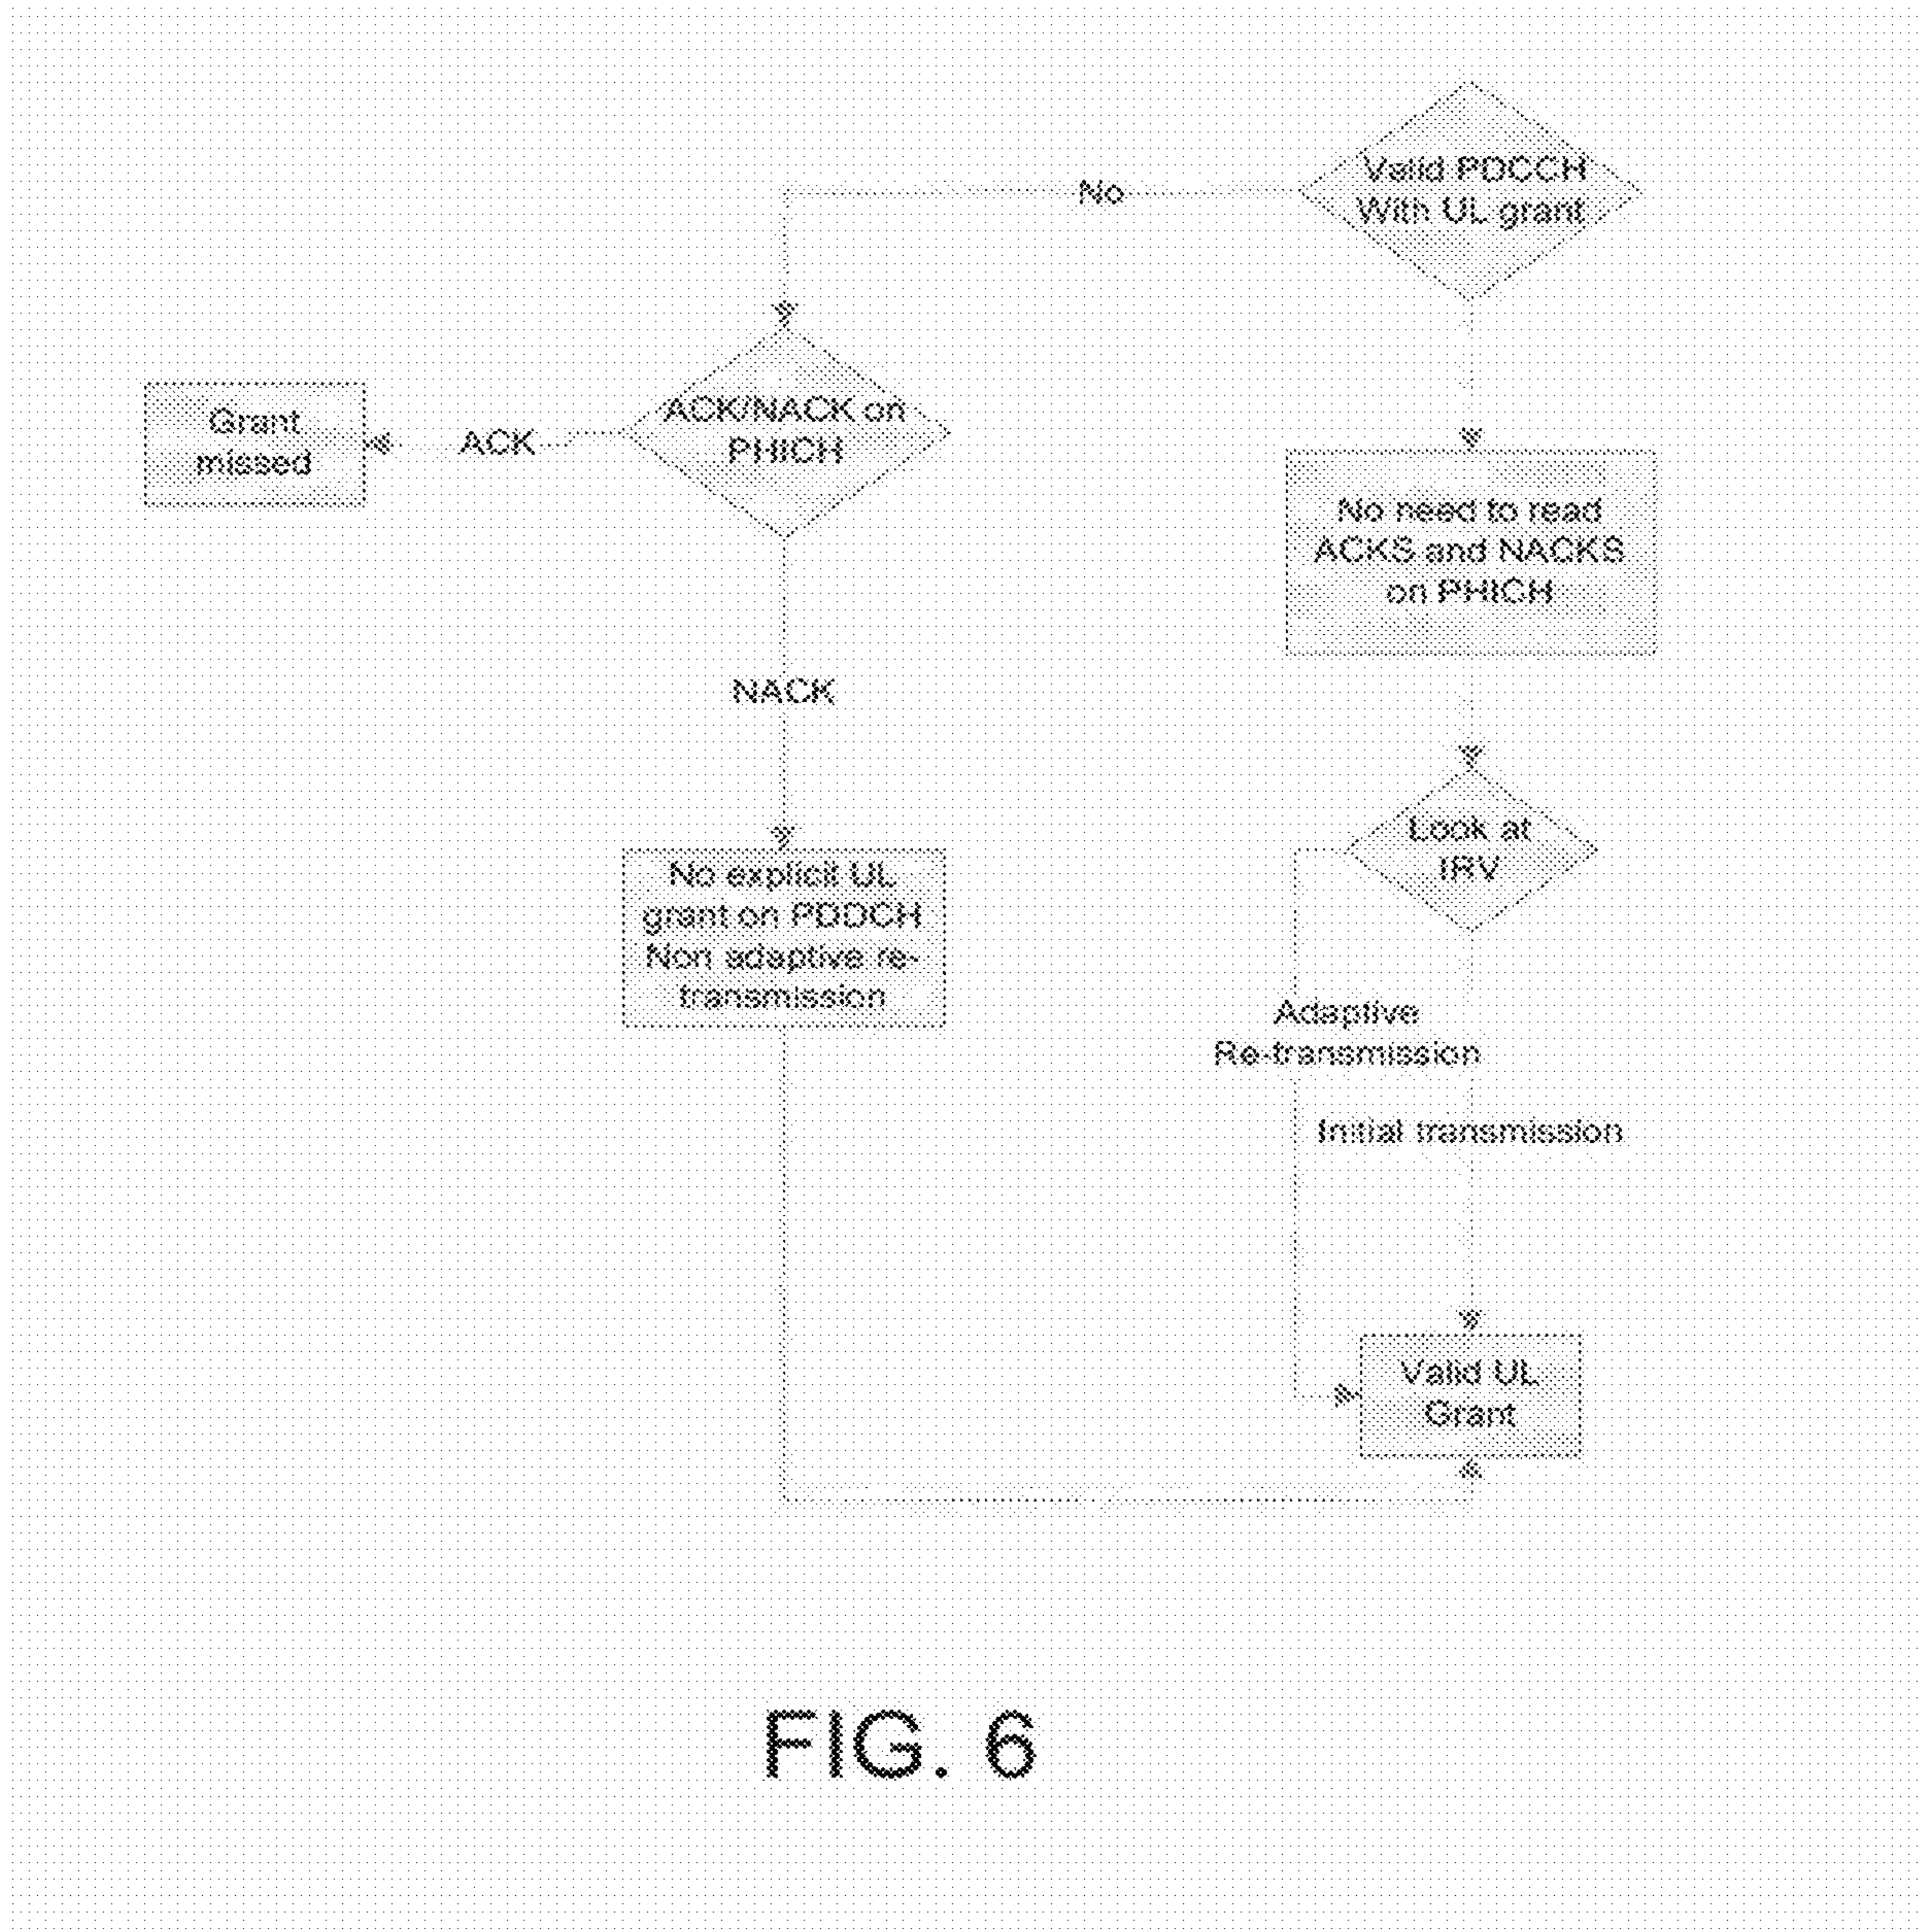 Valid PDCCH
With UL grant
No
ACK/NACK on
PHICH
ACK
Grant
missed
No need to read
ACKS and NACKS
on PHICH
NACK
Look at
IRV
No explicit UL
grant on PDDCH
Non adaptive re-
transmission
Adaptive
Re-transmission
Initial transmission
Valid UL
Grant
FIG. 6